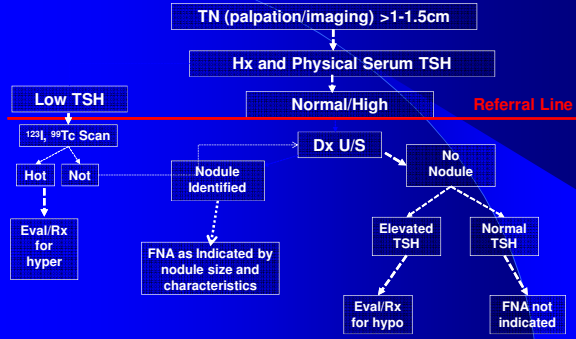 TN (palpation/imaging) >1-1.5cm
Hx and Physical Serum TSH
Low TSH
Normal/High
Referral Line
¹²³I, ⁹⁹Tc Scan
Dx U/S
Hot
Not
Nodule
Identified
No
Nodule
Eval/Rx
for
hyper
FNA as Indicated by
nodule size and
characteristics
Elevated
TSH
Normal
TSH
Eval/Rx
for hypo
FNA not
indicated